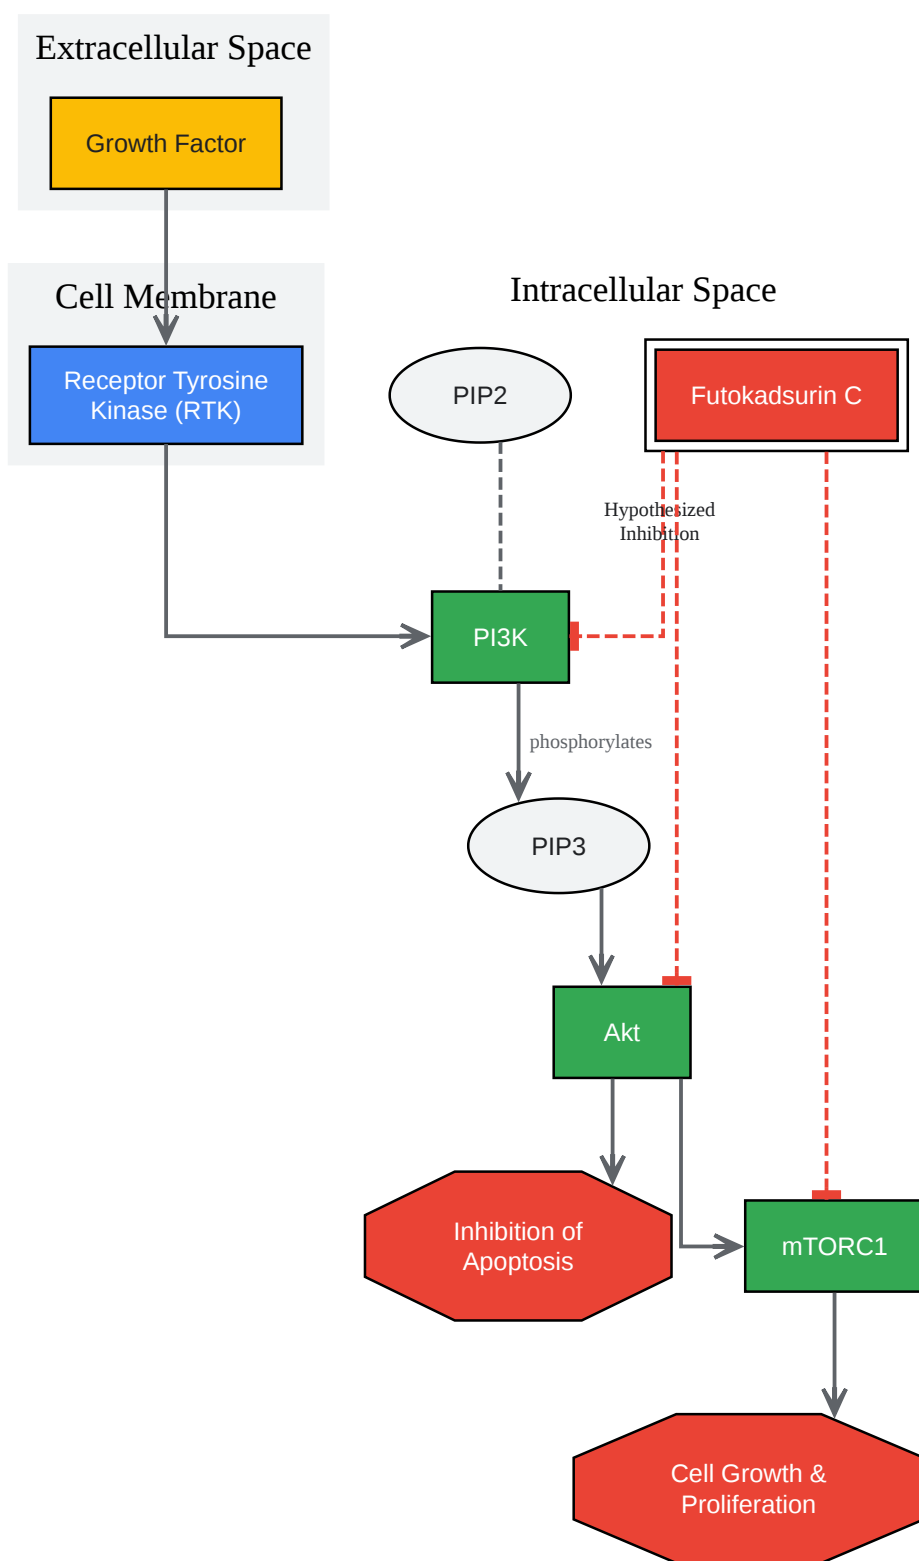 Extracellular Space
Growth Factor
Cell Membrane
Receptor Tyrosine
Kinase (RTK)
Intracellular Space
PIP2
Futokadsurin C
Hypothesized
Inhibition
PI3K
phosphorylates
PIP3
Akt
Inhibition of
Apoptosis
mTORC1
Cell Growth &
Proliferation